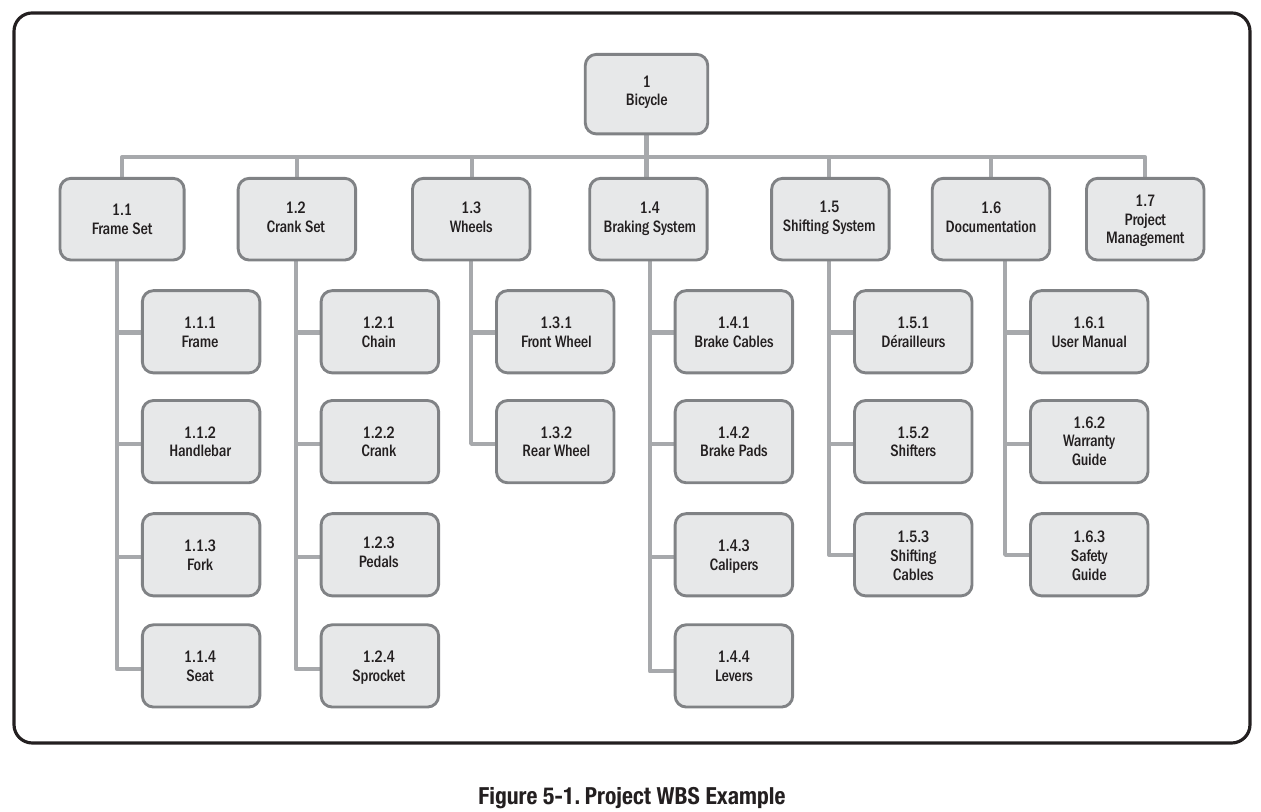 1
Bicycle
1.1
Frame Set
1.2
Crank Set
1.3
Wheels
1.4
Braking System
1.5
Shifting System
1.6
Documentation
1.7
Project
Management
1.1.1
Frame
1.2.1
Chain
1.3.1
Front Wheel
1.4.1
Brake Cables
1.5.1
Dérailleurs
1.6.1
User Manual
1.1.2
Handlebar
1.2.2
Crank
1.3.2
Rear Wheel
1.4.2
Brake Pads
1.5.2
Shifters
1.6.2
Warranty
Guide
1.1.3
Fork
1.2.3
Pedals
1.4.3
Calipers
1.5.3
Shifting
Cables
1.6.3
Safety
Guide
1.1.4
Seat
1.2.4
Sprocket
1.4.4
Levers
Figure 5-1. Project WBS Example